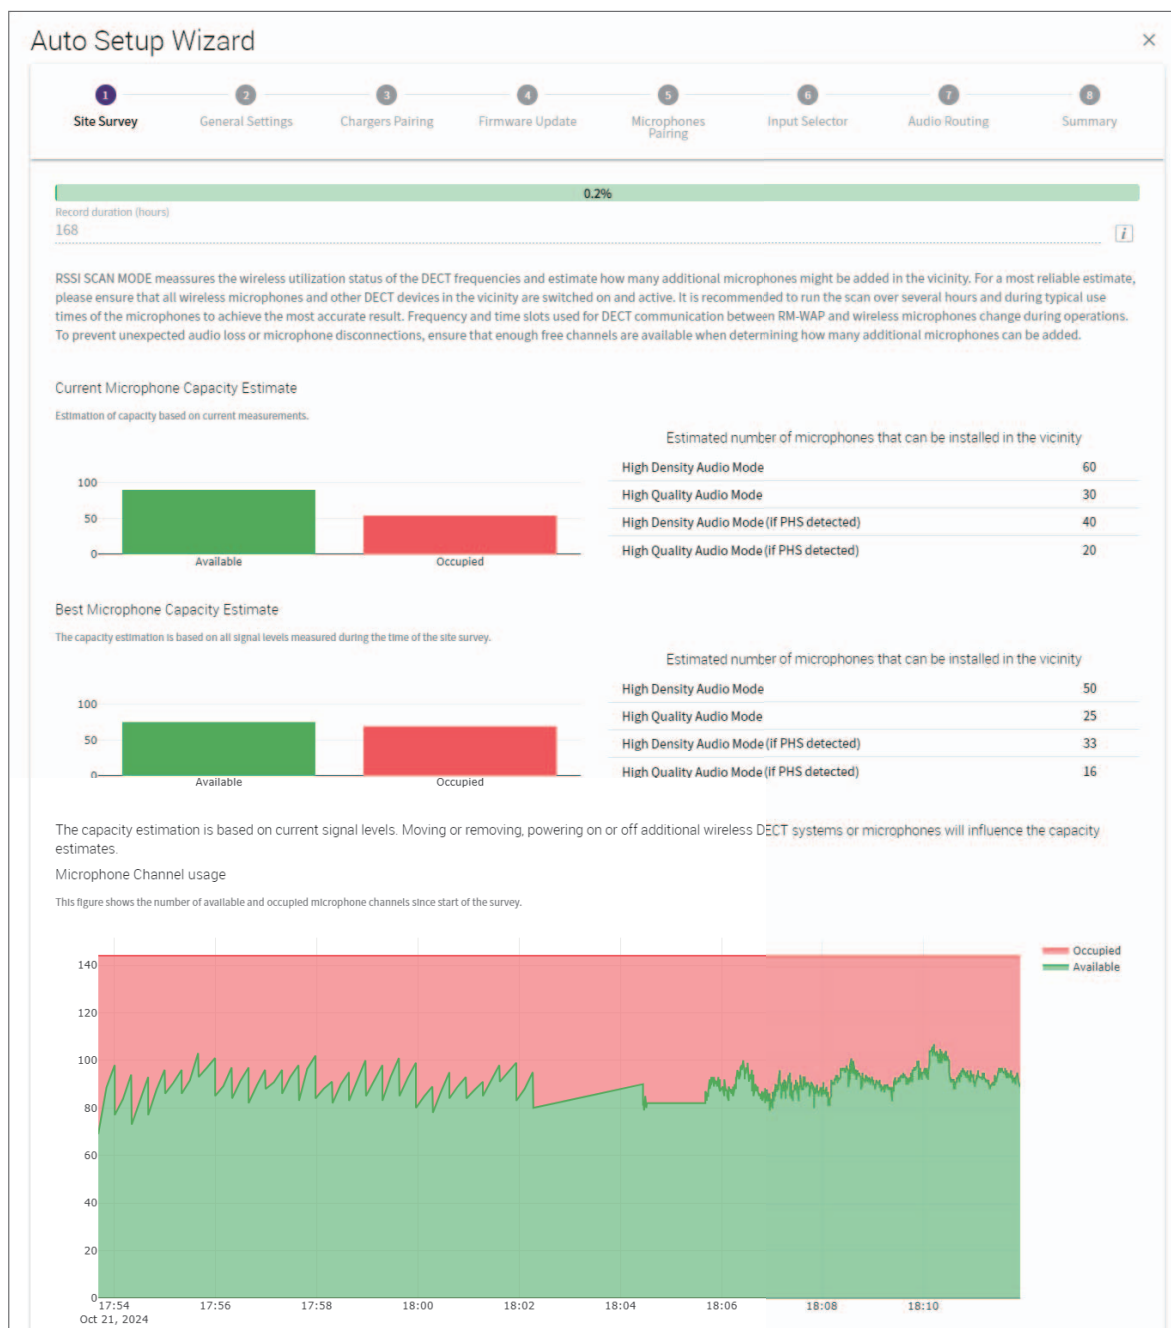 Auto Setup Wizard
×
1 2 3 4 5 6 7 8
Site Survey General Settings Chargers Pairing Firmware Update Microphones Pairing Input Selector Audio Routing Summary
0.2%
Record duration (hours)
168
i
RSSI SCAN MODE meassures the wireless utilization status of the DECT frequencies and estimate how many additional microphones might be added in the vicinity. For a most reliable estimate,
please ensure that all wireless microphones and other DECT devices in the vicinity are switched on and active. It is recommended to run the scan over several hours and during typical use
times of the microphones to achieve the most accurate result. Frequency and time slots used for DECT communication between RM-WAP and wireless microphones change during operations.
To prevent unexpected audio loss or microphone disconnections, ensure that enough free channels are available when determining how many additional microphones can be added.
Current Microphone Capacity Estimate
Estimation of capacity based on current measurements.
100
50
0
Available Occupied
Estimated number of microphones that can be installed in the vicinity
High Density Audio Mode 60
High Quality Audio Mode 30
High Density Audio Mode (if PHS detected) 40
High Quality Audio Mode (if PHS detected) 20
Best Microphone Capacity Estimate
The capacity estimation is based on all signal levels measured during the time of the site survey.
100
50
0
Available Occupied
Estimated number of microphones that can be installed in the vicinity
High Density Audio Mode 50
High Quality Audio Mode 25
High Density Audio Mode (if PHS detected) 33
High Quality Audio Mode (if PHS detected) 16
The capacity estimation is based on current signal levels. Moving or removing, powering on or off additional wireless DECT systems or microphones will influence the capacity
estimates.
Microphone Channel usage
This figure shows the number of available and occupied microphone channels since start of the survey.
Occupied
Available
140
120
100
80
60
40
20
0
17:54 17:56 17:58 18:00 18:02 18:04 18:06 18:08 18:10
Oct 21, 2024